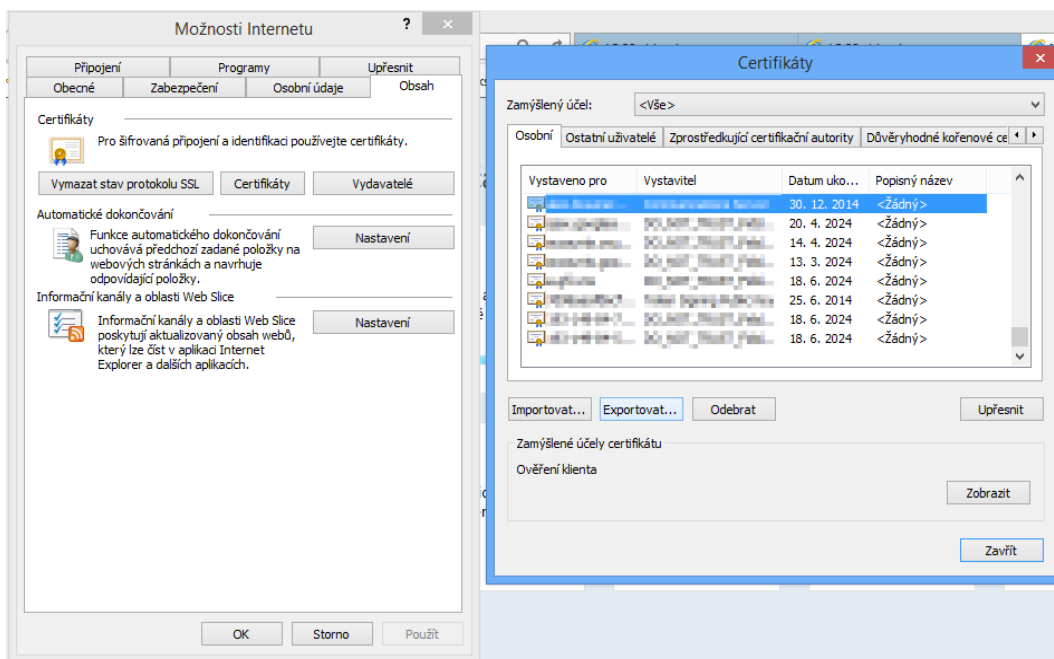 Možnosti Internetu
?
Připojení Programy Upřesnit
Obecné Zabezpečení Osobní údaje Obsah
Certifikáty
Pro šifrovaná připojení a identifikaci používejte certifikáty.
Vymazat stav protokolu SSL Certifikáty Vydavatelé
Automatické dokončování
Funkce automatického dokončování
uchovává předchozí zadané položky na
webových stránkách a navrhuje
odpovídající položky.
Nastavení
Informační kanály a oblasti Web Slice
Informační kanály a oblasti Web Slice
poskytují aktualizovaný obsah webů,
který lze číst v aplikaci Internet
Explorer a dalších aplikacích.
Nastavení
OK Storno Použít
Certifikáty
Zamýšlený účel: <Vše>
Osobní Ostatní uživatelé Zprostředkující certifikační autority Důvěryhodné kořenové ce
Vystaveno pro Vystavitel Datum uko... Popisný název
30. 12. 2014 <Žádný>
20. 4. 2024 <Žádný>
14. 4. 2024 <Žádný>
13. 3. 2024 <Žádný>
18. 6. 2024 <Žádný>
25. 6. 2014 <Žádný>
18. 6. 2024 <Žádný>
18. 6. 2024 <Žádný>
Importovat... Exportovat... Odebrat Upřesnit
Zamýšlené účely certifikátu
Ověření klienta
Zobrazit
Zavřít